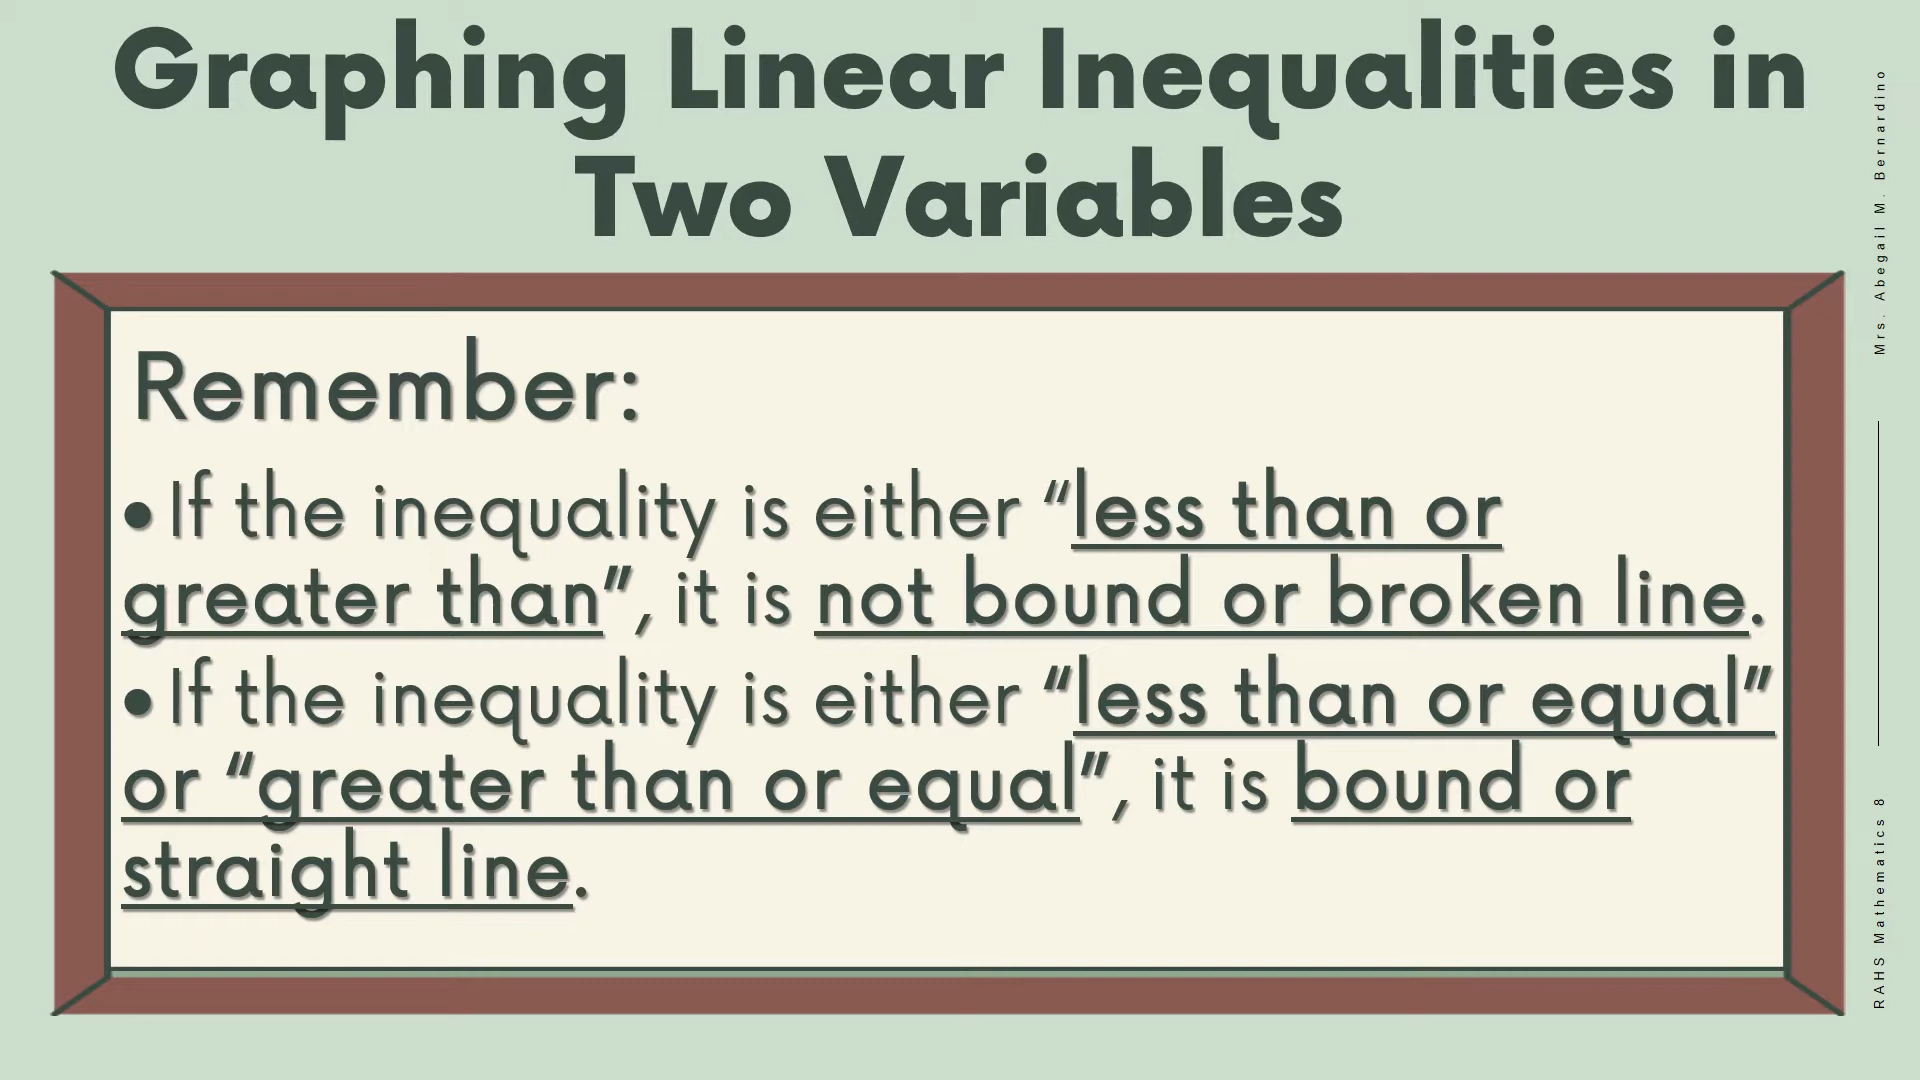 Graphing Linear Inequalities in
Two Variables
Remember:
•If the inequality is either “less than or
greater than”, it is not bound or broken line.
•If the inequality is either “less than or equal”
or “greater than or equal”, it is bound or
straight line.
Mrs. Abegail M. Bernardino
RAHS Mathematics 8